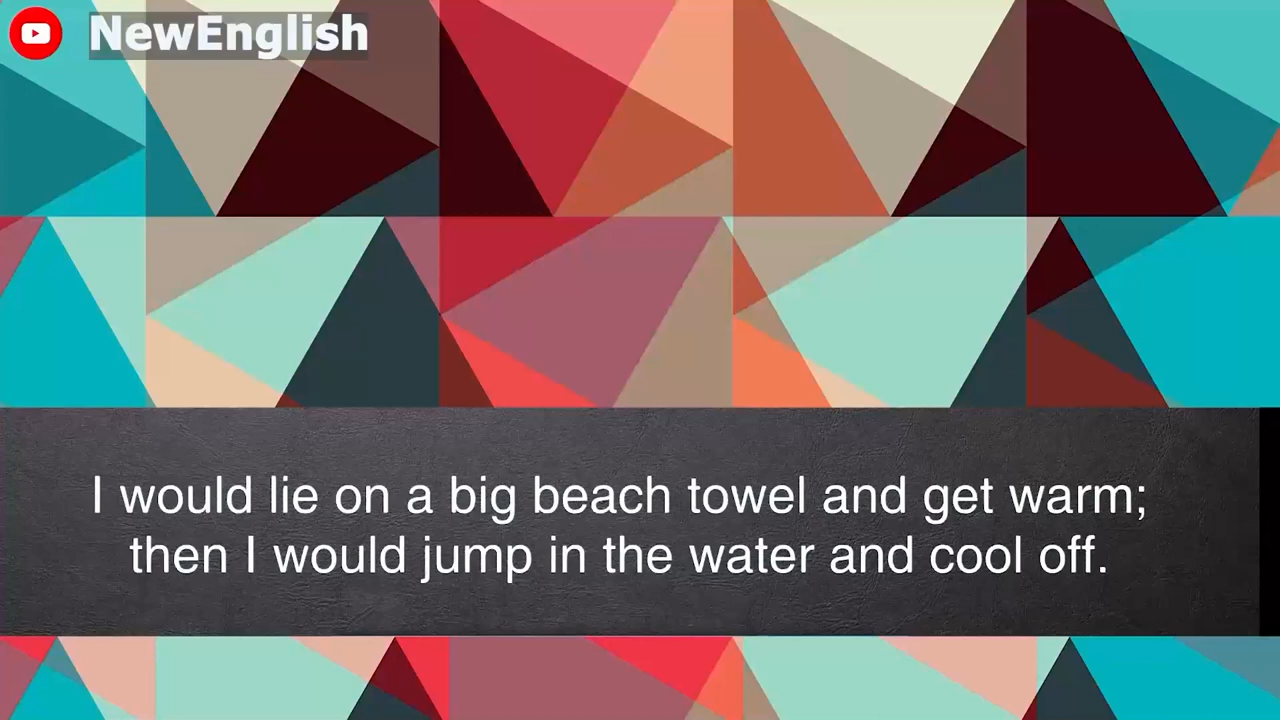 NewEnglish
I would lie on a big beach towel and get warm;
then I would jump in the water and cool off.